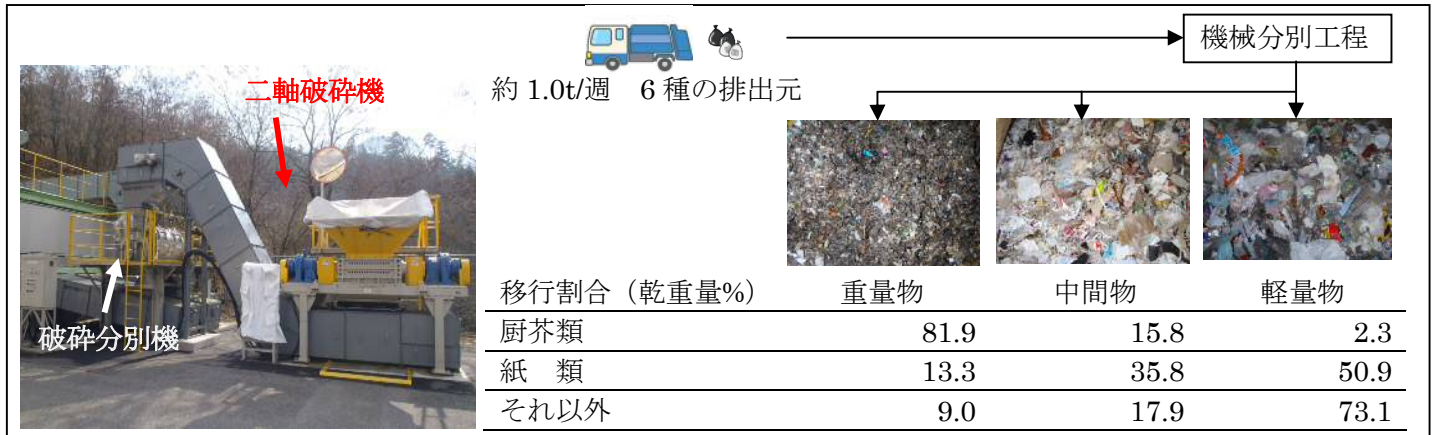 機械分別工程
約 1.0t/週 6 種の排出元
二軸破砕機
破砕分別機
移行割合（乾重量%） 重量物 中間物 軽量物
厨芥類 81.9 15.8 2.3
紙 類 13.3 35.8 50.9
それ以外 9.0 17.9 73.1